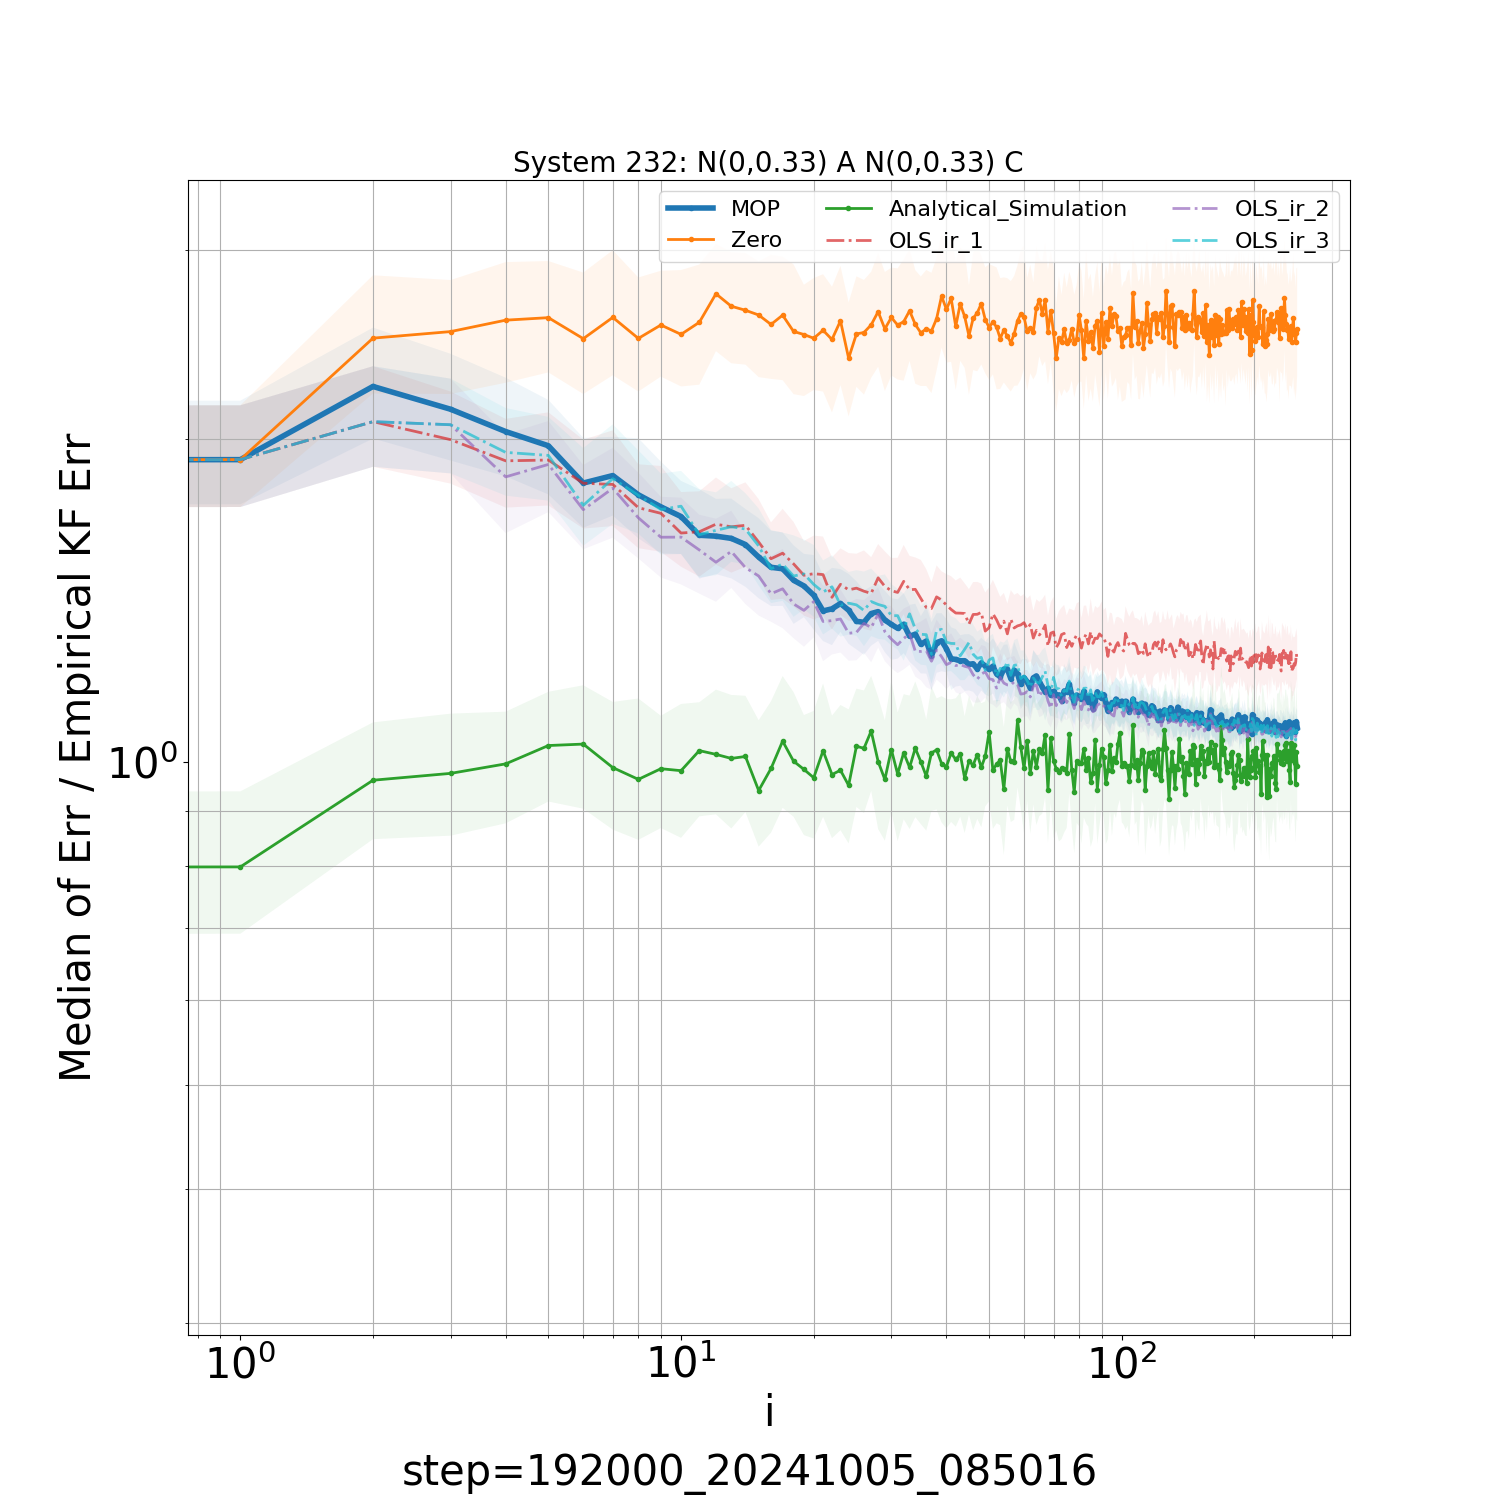 System 232: N(0,0.33) A N(0,0.33) C
MOP
Zero
Analytical_Simulation
OLS_ir_1
OLS_ir_2
OLS_ir_3
Median of Err / Empirical KF Err
10⁰
10⁰ 10¹ 10²
i
step=192000_20241005_085016